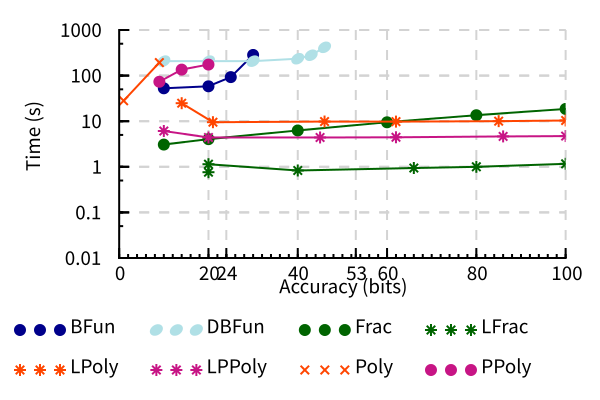 1000
100
10
1
0.1
0.01
Time (s)
0 20 24 40 53 60 80 100
Accuracy (bits)
BFun DBFun Frac LFrac
LPoly LPPoly Poly PPoly